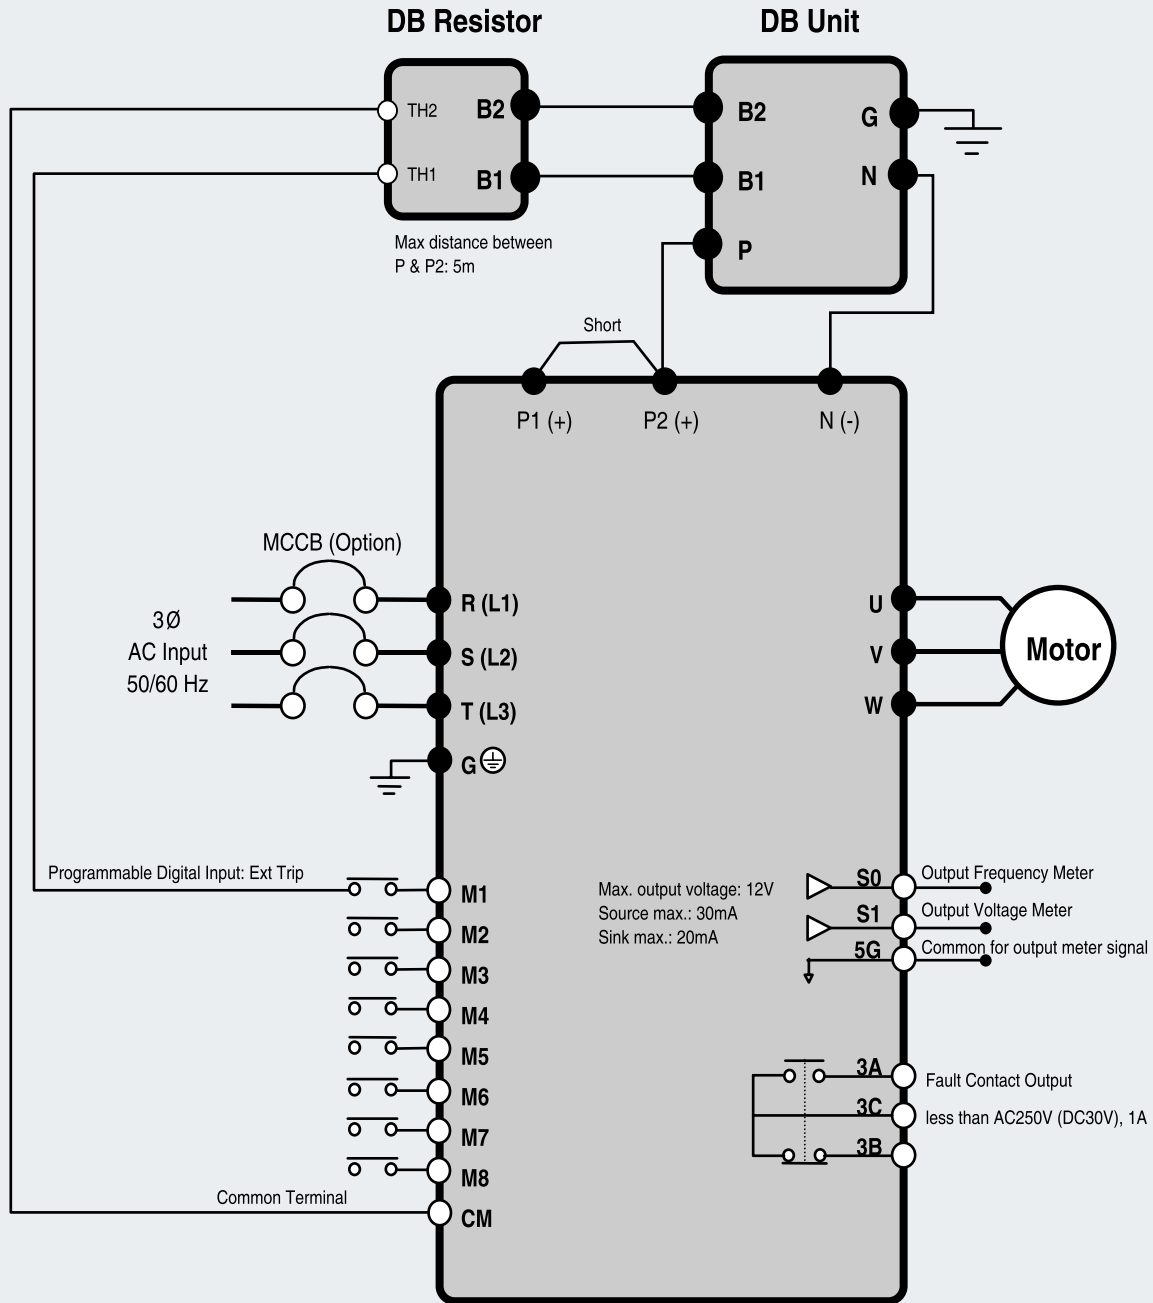 DB Resistor
DB Unit
TH2
B2
TH1
B1
B2
G
B1
N
P
Max distance between
P & P2: 5m
Short
P1 (+)
P2 (+)
N (-)
MCCB (Option)
3Ø
AC Input
50/60 Hz
R (L1)
S (L2)
T (L3)
G
U
V
W
Motor
Programmable Digital Input: Ext Trip
M1
M2
M3
M4
M5
M6
M7
M8
Common Terminal
CM
Max. output voltage: 12V
Source max.: 30mA
Sink max.: 20mA
S0
Output Frequency Meter
S1
Output Voltage Meter
5G
Common for output meter signal
3A
Fault Contact Output
3C
less than AC250V (DC30V), 1A
3B